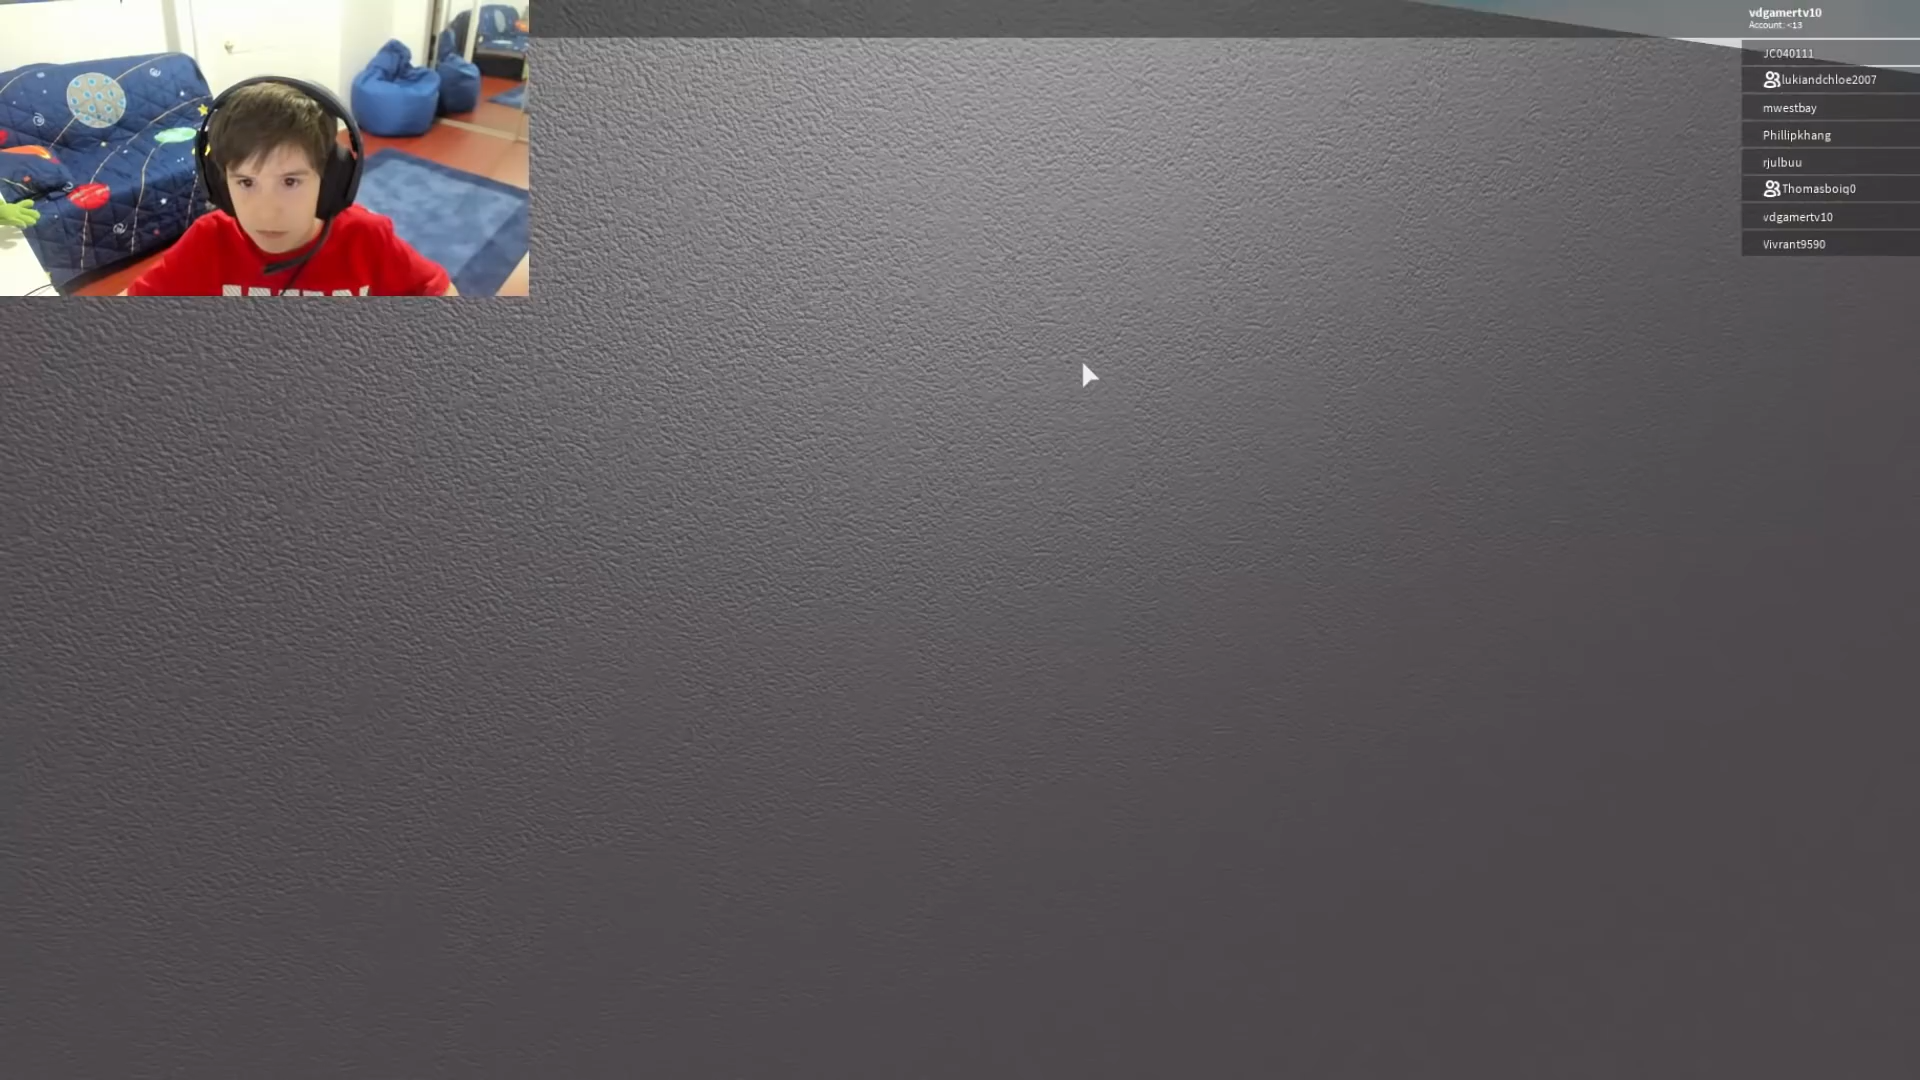 vdgamertv10
Account: <13
JC040111
lukiandchloe2007
mwestbay
Phillipkhang
rjulbuu
Thomasboiq0
vdgamertv10
Vivrant9590